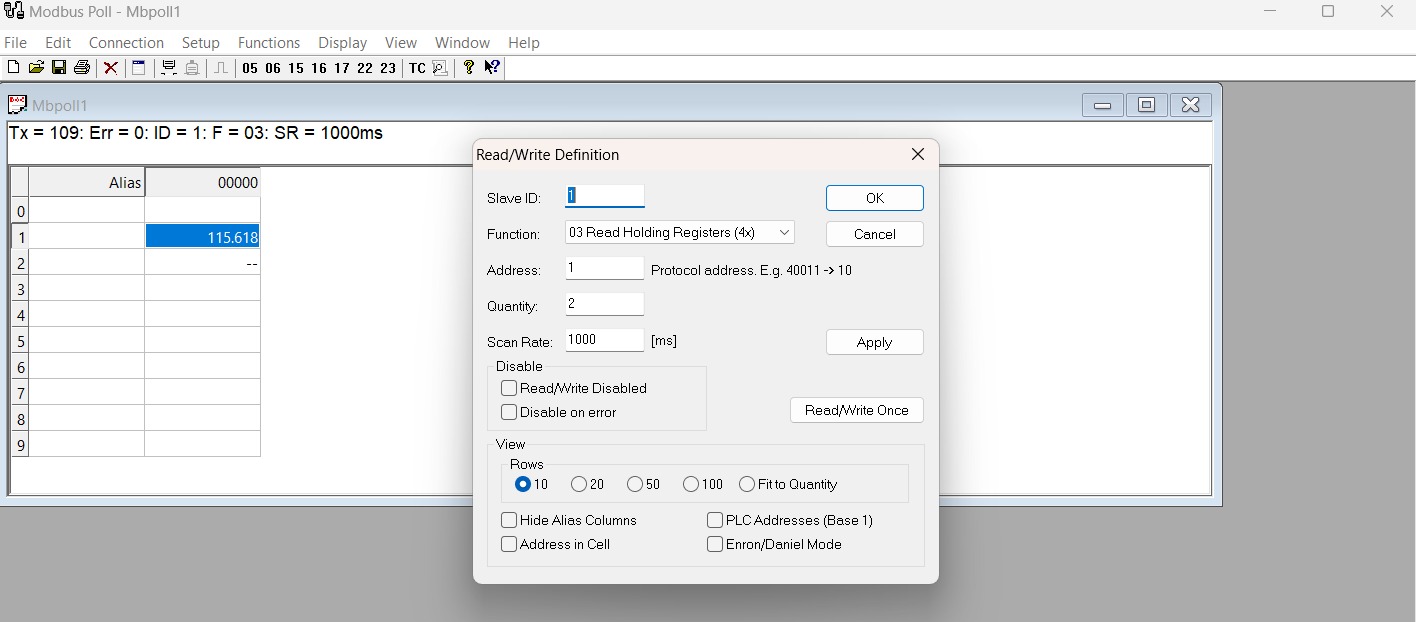 Modbus Poll - Mbpoll1
File Edit Connection Setup Functions Display View Window Help
05 06 15 16 17 22 23 TC
Mbpoll1
Tx = 109: Err = 0: ID = 1: F = 03: SR = 1000ms
Alias 00000
0
1 115.618
2 --
3
4
5
6
7
8
9
Read/Write Definition
Slave ID: 1 OK
Function: 03 Read Holding Registers (4x) Cancel
Address: 1 Protocol address. E.g. 40011 -> 10
Quantity: 2
Scan Rate: 1000 [ms] Apply
Disable
Read/Write Disabled
Disable on error
Read/Write Once
View
Rows
10 20 50 100 Fit to Quantity
Hide Alias Columns PLC Addresses (Base 1)
Address in Cell Enron/Daniel Mode